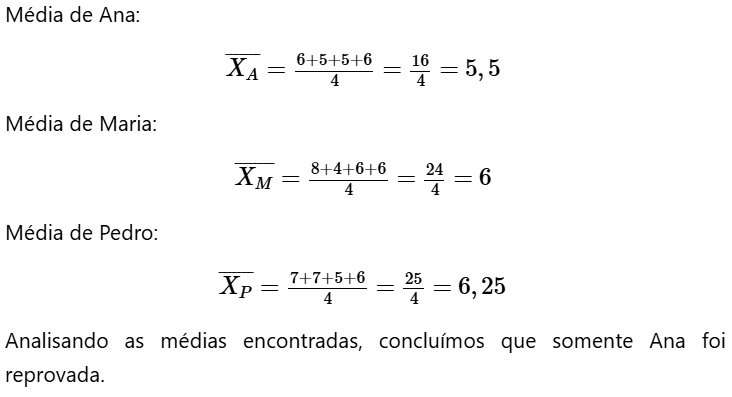 Média de Ana:
$\overline{X_A} = \frac{6+5+5+6}{4} = \frac{16}{4} = 5,5$
Média de Maria:
$\overline{X_M} = \frac{8+4+6+6}{4} = \frac{24}{4} = 6$
Média de Pedro:
$\overline{X_P} = \frac{7+7+5+6}{4} = \frac{25}{4} = 6,25$
Analisando as médias encontradas, concluímos que somente Ana foi
reprovada.